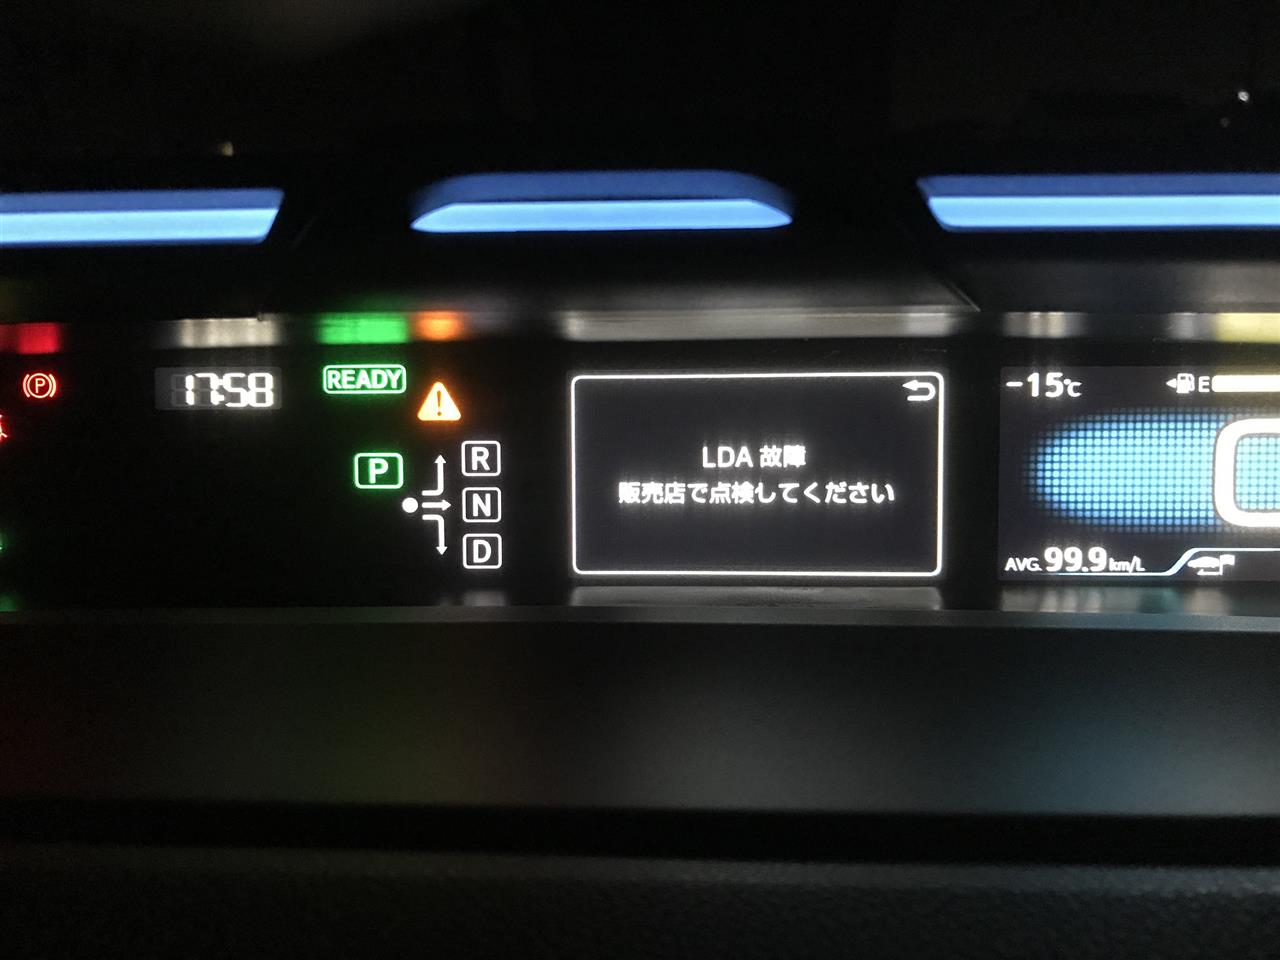 17:58
READY
P
R
N
D
LDA 故障
販売店で点検してください
-15℃
E
AVG. 99.9 km/L